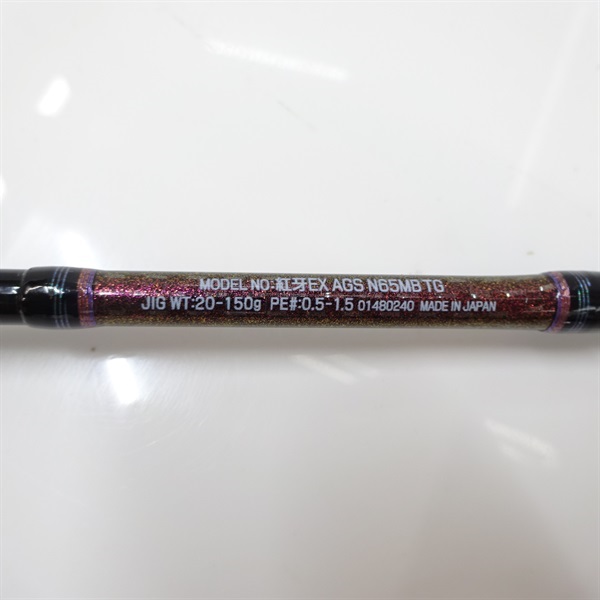 MODEL NO:紅牙EX AGS N65MB TG
JIG WT:20-150g PE#:0.5-1.5 01480240 MADE IN JAPAN